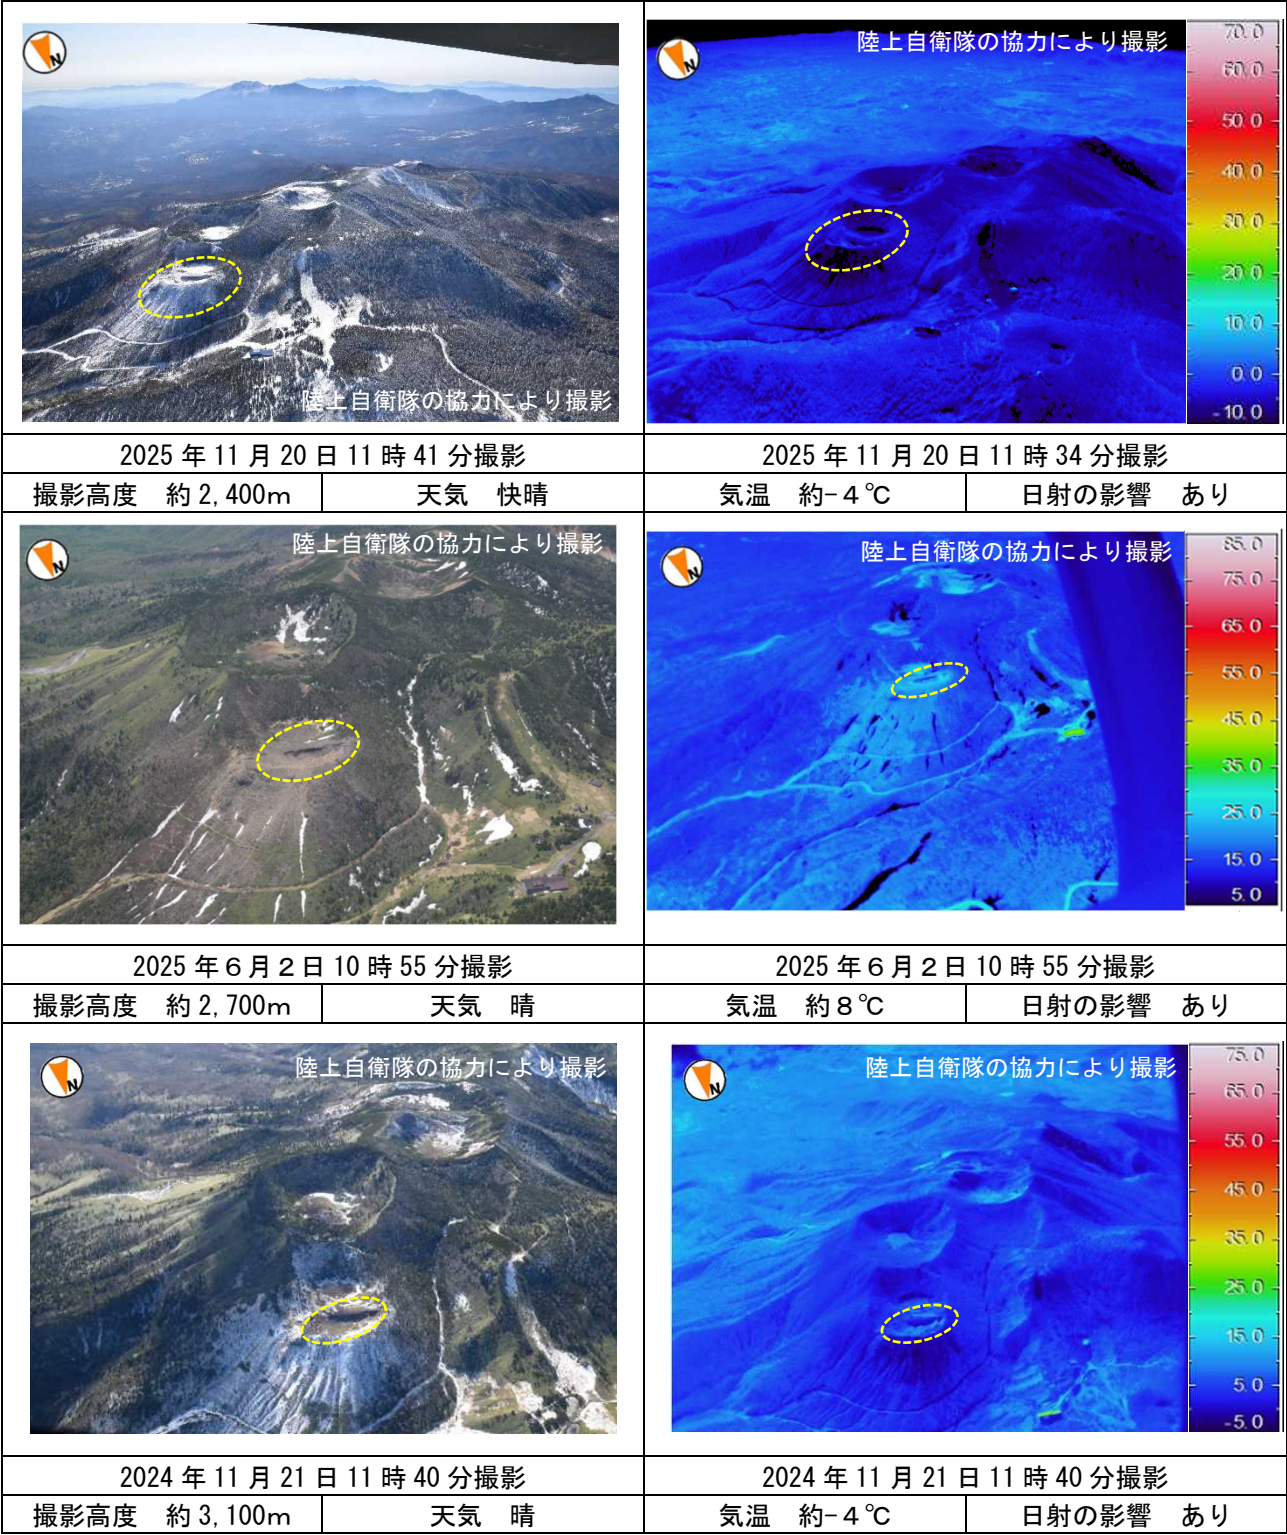 N
陸上自衛隊の協力により撮影
N
陸上自衛隊の協力により撮影
70.0
60.0
50.0
40.0
30.0
20.0
10.0
0.0
-10.0
2025年11月20日11時41分撮影
2025年11月20日11時34分撮影
撮影高度 約2,400m
天気 快晴
気温 約-4℃
日射の影響 あり
N
陸上自衛隊の協力により撮影
N
陸上自衛隊の協力により撮影
85.0
75.0
65.0
55.0
45.0
35.0
25.0
15.0
5.0
2025年6月2日10時55分撮影
2025年6月2日10時55分撮影
撮影高度 約2,700m
天気 晴
気温 約8℃
日射の影響 あり
N
陸上自衛隊の協力により撮影
N
陸上自衛隊の協力により撮影
75.0
65.0
55.0
45.0
35.0
25.0
15.0
5.0
-5.0
2024年11月21日11時40分撮影
2024年11月21日11時40分撮影
撮影高度 約3,100m
天気 晴
気温 約-4℃
日射の影響 あり